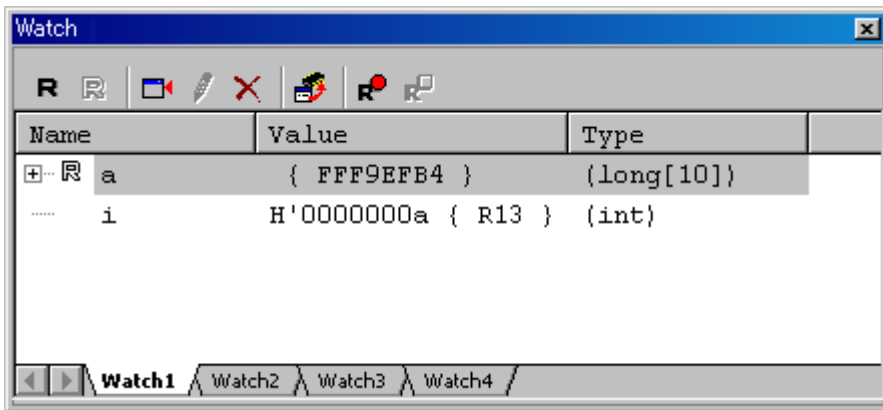 Watch
R R R R
Name Value Type
R a { FFF9EFB4 } (long[10])
i H'0000000a { R13 } (int)
Watch1 Watch2 Watch3 Watch4